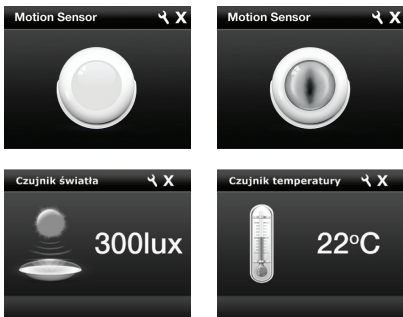 Motion Sensor X
Motion Sensor X
Czujnik światła X
300lux
Czujnik temperatury X
22°C